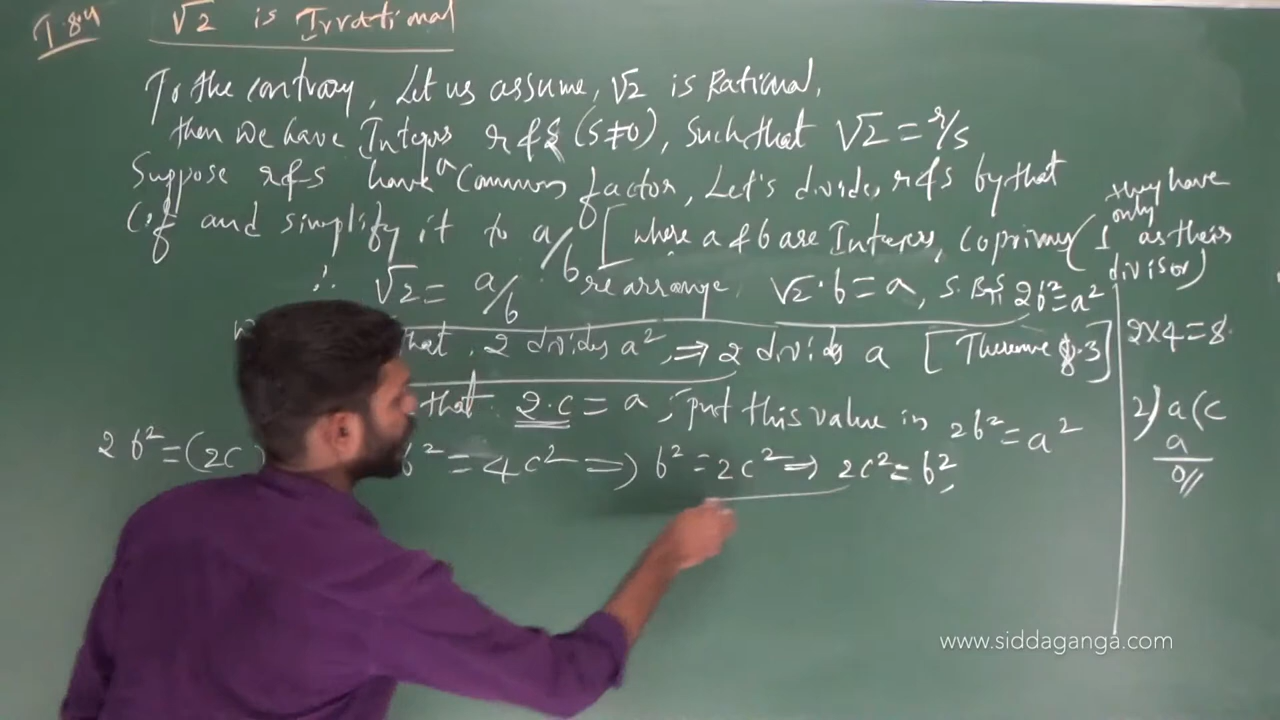 T.8.4 √2 is Irrational
To the contrary, Let us assume, √2 is Rational,
then we have Integers r & s (s≠0), such that √2 = r/s
Suppose r & s have a Common factor, Let's divide r & s by that
C.f and simplify it to a/b [where a & b are Integers, coprime (they have only 1 as their divisor)
∴ √2 = a/b rearrange √2·b = a, S.B.S 2b²=a²
that, 2 divides a², ⇒ 2 divides a [Theoreme 8.3]
that 2·c = a, put this value in 2b² = a²
2b² = (2c b² = 4c² ⇒ b² = 2c² ⇒ 2c² = b²,
2×4=8
2)a(c
a
0//
www.siddaganga.com